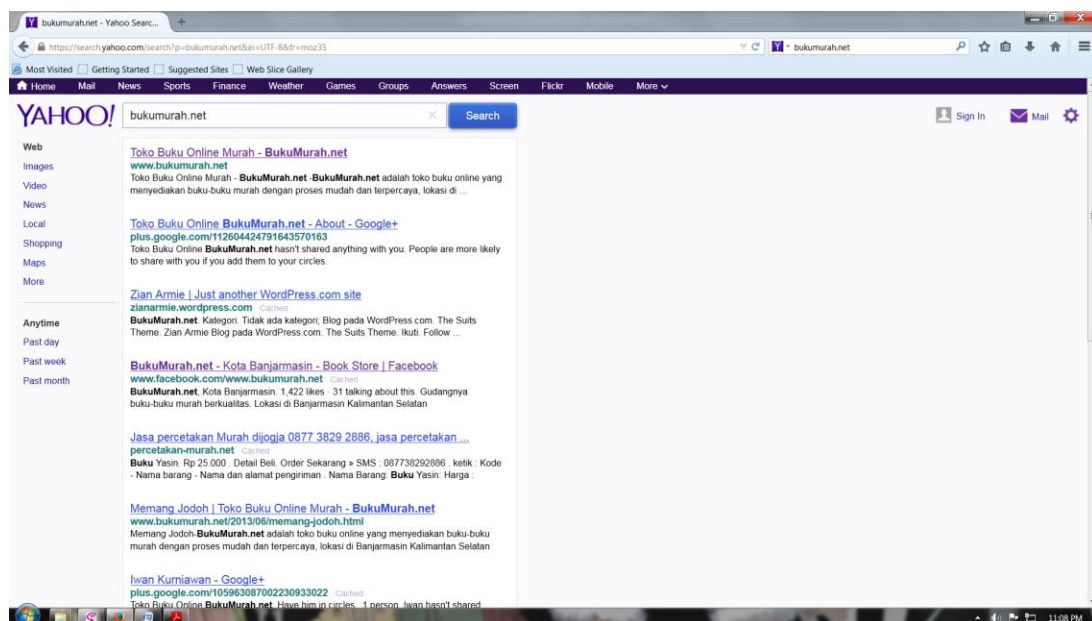 bukumurah.net - Yahoo Searc...
https://search.yahoo.com/search?p=bukumurah.net&ei=UTF-8&fr=moz35
bukumurah.net
Most Visited Getting Started Suggested Sites Web Slice Gallery
Home Mail News Sports Finance Weather Games Groups Answers Screen Flickr Mobile More
YAHOO! bukumurah.net Search Sign In Mail
Web
Images
Video
News
Local
Shopping
Maps
More
Anytime
Past day
Past week
Past month
Toko Buku Online Murah - BukuMurah.net
www.bukumurah.net
Toko Buku Online Murah - BukuMurah.net -BukuMurah.net adalah toko buku online yang
menyediakan buku-buku murah dengan proses mudah dan terpercaya, lokasi di ...
Toko Buku Online BukuMurah.net - About - Google+
plus.google.com/112604424791643570163
Toko Buku Online BukuMurah.net hasn't shared anything with you. People are more likely
to share with you if you add them to your circles.
Zian Armie | Just another WordPress.com site
zianarmie.wordpress.com Cached
BukuMurah.net. Kategori. Tidak ada kategori; Blog pada WordPress.com. The Suits
Theme. Zian Armie Blog pada WordPress.com. The Suits Theme. Ikuti. Follow ...
BukuMurah.net - Kota Banjarmasin - Book Store | Facebook
www.facebook.com/www.bukumurah.net Cached
BukuMurah.net, Kota Banjarmasin. 1,422 likes · 31 talking about this. Gudangnya
buku-buku murah berkualitas. Lokasi di Banjarmasin Kalimantan Selatan
Jasa percetakan Murah dijogja 0877 3829 2886, jasa percetakan ...
percetakan-murah.net Cached
Buku Yasin. Rp 25.000 . Detail Beli. Order Sekarang » SMS : 087738292886 . ketik : Kode
- Nama barang - Nama dan alamat pengiriman . Nama Barang: Buku Yasin: Harga :
Memang Jodoh | Toko Buku Online Murah - BukuMurah.net
www.bukumurah.net/2013/06/memang-jodoh.html
Memang Jodoh-BukuMurah.net adalah toko buku online yang menyediakan buku-buku
murah dengan proses mudah dan terpercaya, lokasi di Banjarmasin Kalimantan Selatan
Iwan Kurniawan - Google+
plus.google.com/105963087002230933022 Cached
Toko Buku Online BukuMurah.net. Have him in circles. 1 person. Iwan hasn't shared
11:08 PM